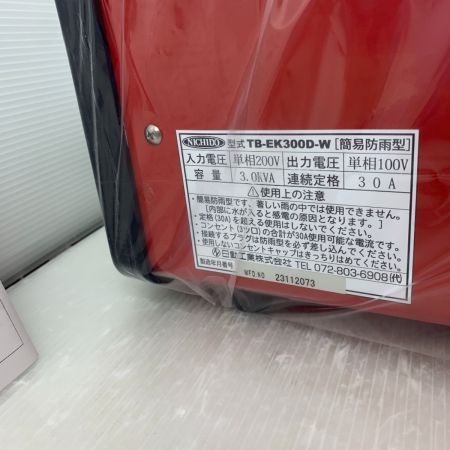 NICHIDO 型式 TB-EK300D-W [簡易防雨型]
入力電圧 単相200V 出力電圧 単相100V
容量 3.0KVA 連続定格 30A
⚠使用上の注意
・簡易防雨型です、著しい雨の中では使用できません。
[内部に水が入ると感電の原因となります。]
・定格(30A)を超える使用はしないでください。
・コンセント(3ツ口)の合計が30A使用可能な電流です。
・接続するプラグは防雨型を必ず差し込んでください。
・使用しないコンセントキャップはきっちりはめてください。
日動工業株式会社 TEL 072-803-6908(代)
製造年月番号 MFG.NO 23112073